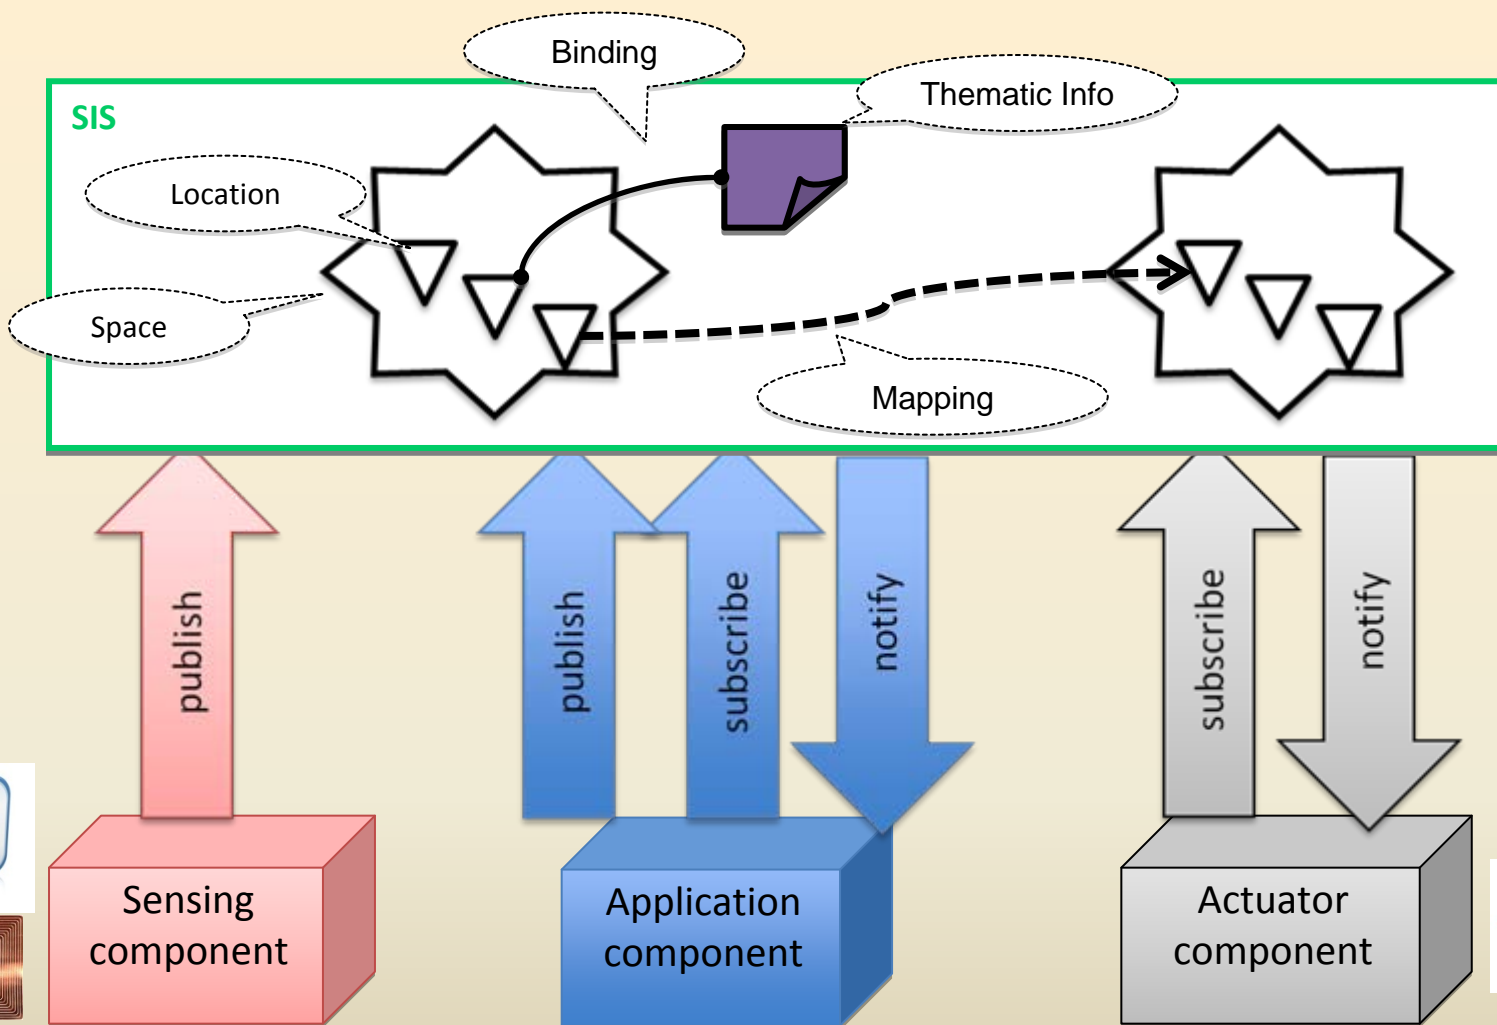 Binding
Thematic Info
SIS
Location
Space
Mapping
publish
publish
subscribe
notify
subscribe
notify
Sensing
component
Application
component
Actuator
component